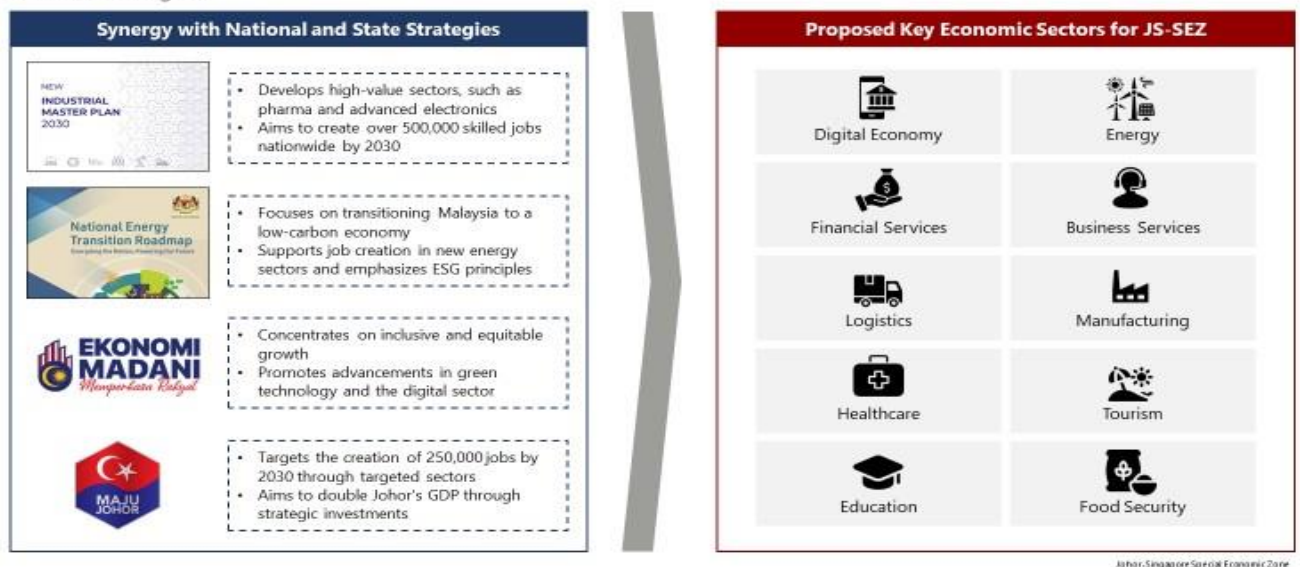 Synergy with National and State Strategies
NEW
INDUSTRIAL
MASTER PLAN
2030
• Develops high-value sectors, such as
pharma and advanced electronics
• Aims to create over 500,000 skilled jobs
nationwide by 2030
National Energy
Transition Roadmap
• Focuses on transitioning Malaysia to a
low-carbon economy
• Supports job creation in new energy
sectors and emphasizes ESG principles
EKONOMI
MADANI
Memperkasa Rakyat
• Concentrates on inclusive and equitable
growth
• Promotes advancements in green
technology and the digital sector
MAJU
JOHOR
• Targets the creation of 250,000 jobs by
2030 through targeted sectors
• Aims to double Johor's GDP through
strategic investments
Proposed Key Economic Sectors for JS-SEZ
Digital Economy
Energy
$
Financial Services
Business Services
Logistics
Manufacturing
Healthcare
Tourism
Education
Food Security
Johor-Singapore Special Economic Zone